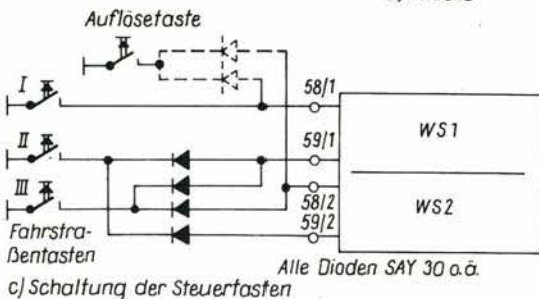 Auflösetaste
I
58/1
II
59/1
WS1
III
58/2
WS2
59/2
Fahrstra-
ßentasten
Alle Dioden SAY 30 o.ä.
c) Schaltung der Steuertasten